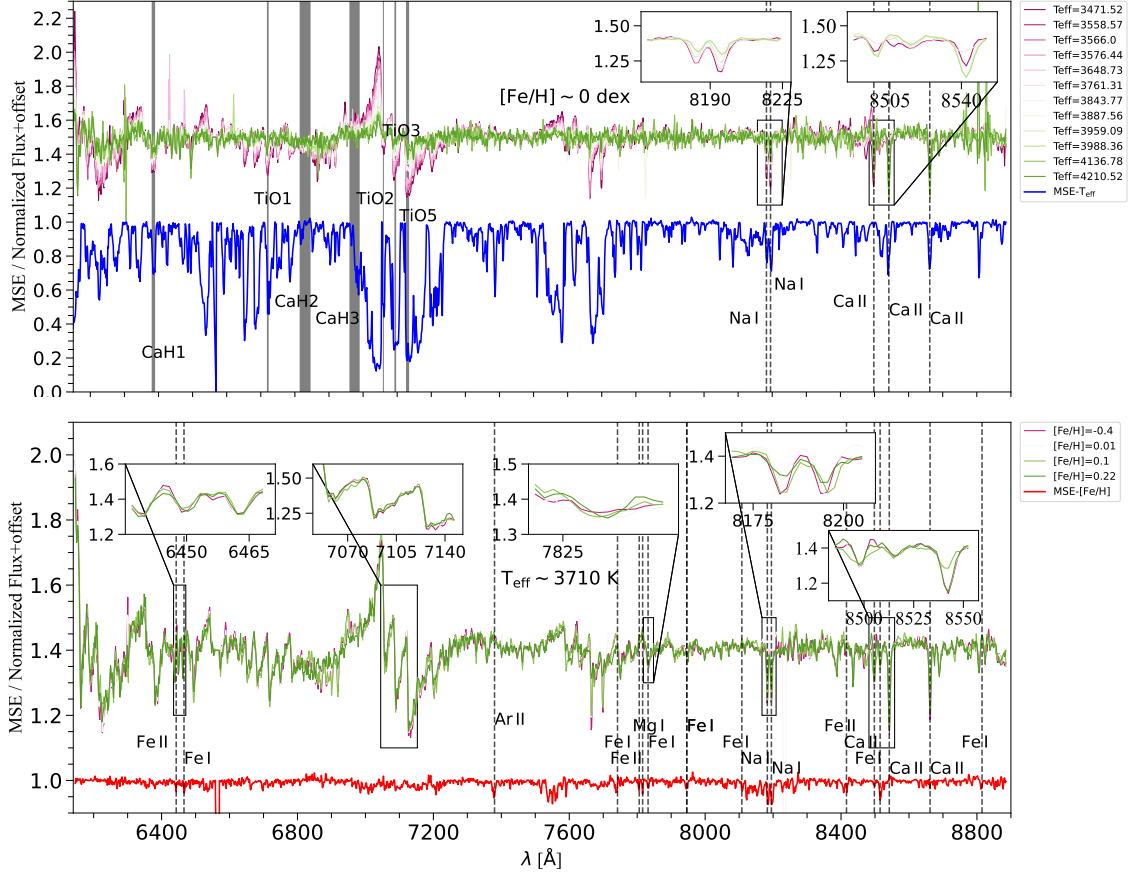 2.2
2.0
1.8
1.6
1.4
1.2
1.0
0.8
0.6
0.4
0.2
0.0
MSE / Normalized Flux+offset
[Fe/H] ~ 0 dex
1.50
1.25
8190 8225
1.50
1.25
8505 8540
TiO3
TiO1
TiO2
TiO5
CaH2
CaH3
CaH1
Na I
Na I
Ca II
Ca II
Ca II
Teff=3471.52
Teff=3558.57
Teff=3566.0
Teff=3576.44
Teff=3648.73
Teff=3761.31
Teff=3843.77
Teff=3887.56
Teff=3959.09
Teff=3988.36
Teff=4136.78
Teff=4210.52
MSE-Teff
2.0
1.8
1.6
1.4
1.2
1.0
MSE / Normalized Flux+offset
1.6
1.4
1.2
6450 6465
1.50
1.25
7070 7105 7140
1.5
1.4
1.3
7825
1.4
1.2
8175 8200
1.4
1.2
8500 8525 8550
Teff ~ 3710 K
Fe II
Fe I
Ar II
Fe I
Fe II
Mg I
Fe I
Fe I
Fe I
Na I
Na I
Fe II
Ca II
Fe I
Ca II
Ca II
Fe I
6400 6800 7200 7600 8000 8400 8800
λ [Å]
[Fe/H]=-0.4
[Fe/H]=0.01
[Fe/H]=0.1
[Fe/H]=0.22
MSE-[Fe/H]